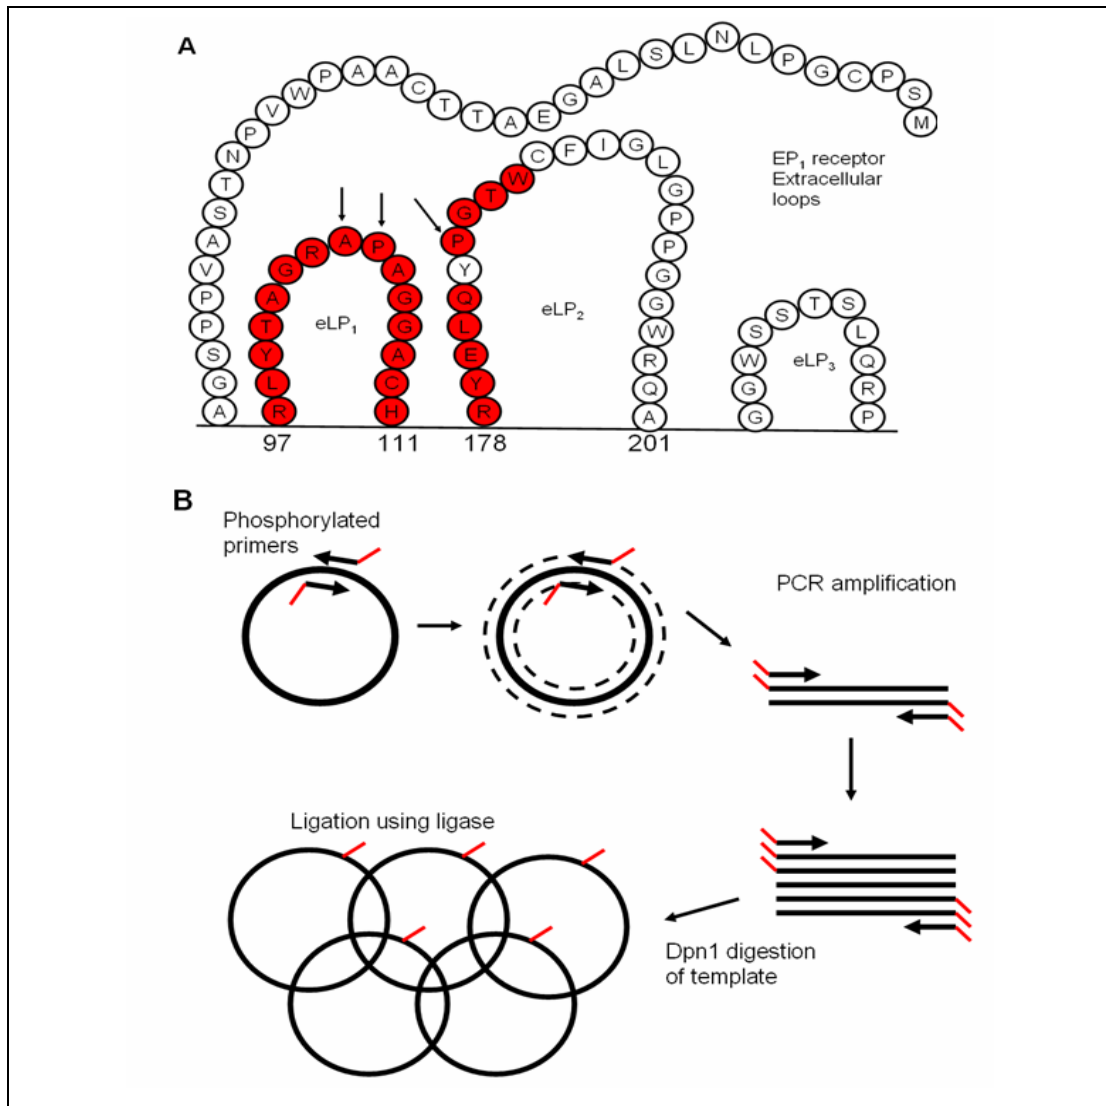 A
A G S P P V A S T N P V W P A A C T T A E G A L S L N L P G C P S M
EP1 receptor
Extracellular
loops
R L Y T A G R A P A G G A C H
eLP1
R Y E L Q Y P G T W C F I G L G P P G G W R Q A
eLP2
G G W S S T S L Q R P
eLP3
97 111 178 201
B
Phosphorylated
primers
PCR amplification
Ligation using ligase
Dpn1 digestion
of template